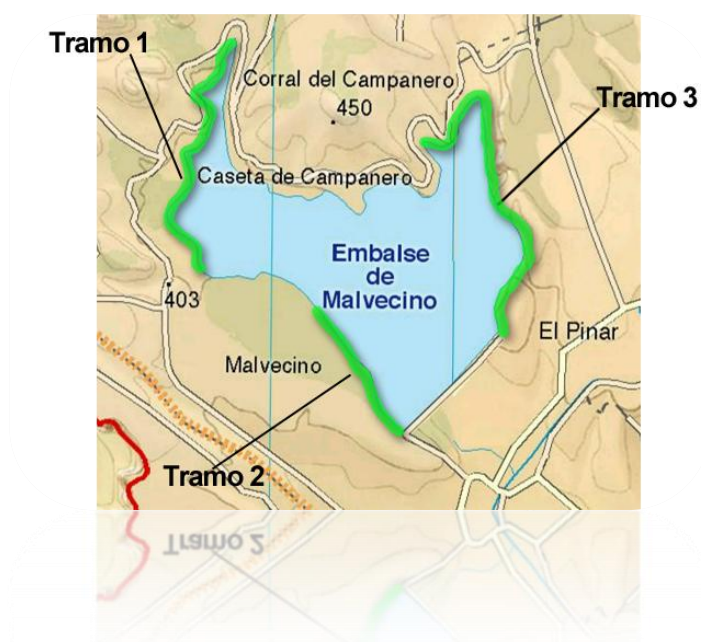 Tramo 1
Corral del Campanero
450
Tramo 3
Caseta de Campanero
Embalse
de
Malvecino
403
El Pinar
Malvecino
Tramo 2
Tramo 2